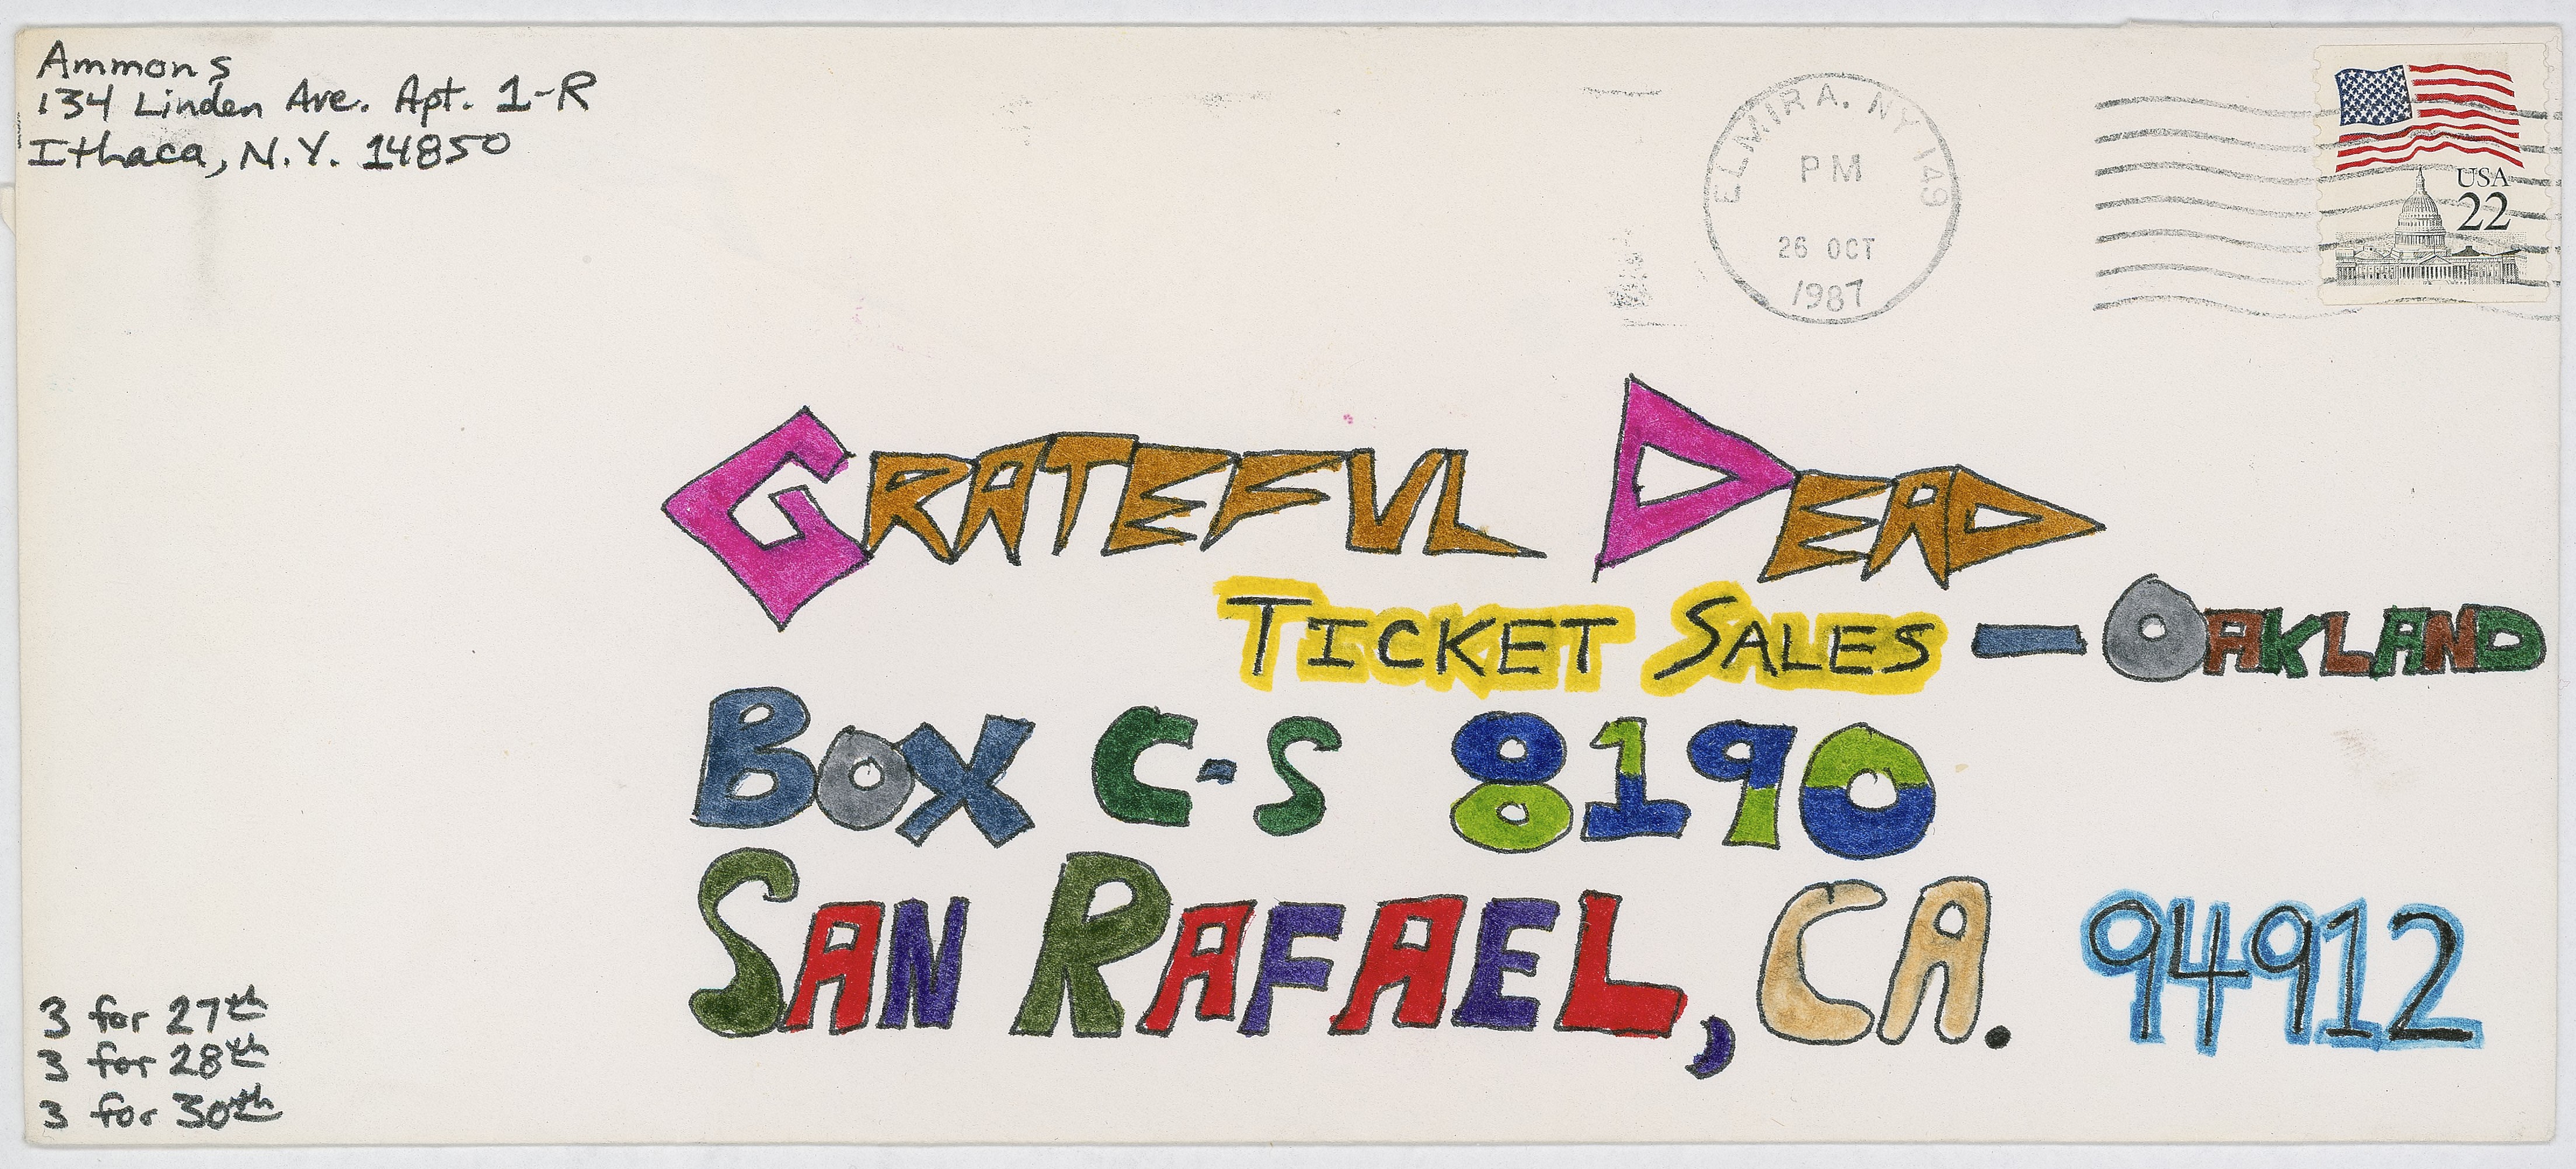 Ammons
134 Linden Ave. Apt. 1-R
Ithaca, N.Y. 14850
ELMIRA, NY 149
PM
26 OCT
1987
USA
22
GRATEFUL DEAD
TICKET SALES — OAKLAND
BOX C-S 8190
SAN RAFAEL, CA. 94912
3 for 27th
3 for 28th
3 for 30th